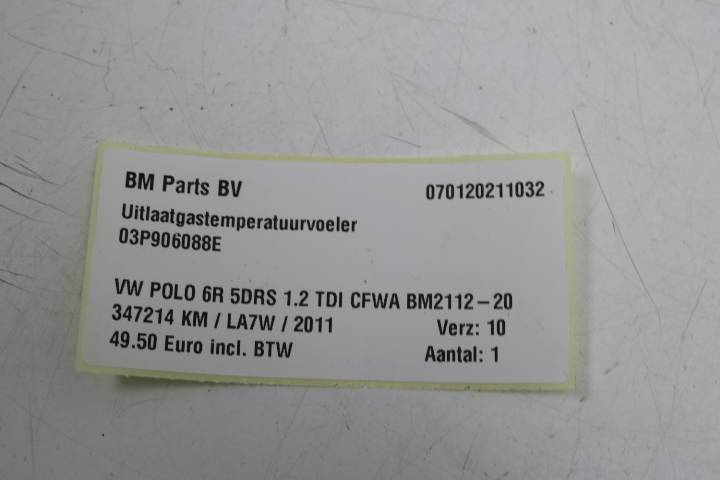 BM Parts BV 070120211032
Uitlaatgastemperatuurvoeler
03P906088E
VW POLO 6R 5DRS 1.2 TDI CFWA BM2112-20
347214 KM / LA7W / 2011 Verz: 10
49.50 Euro incl. BTW Aantal: 1